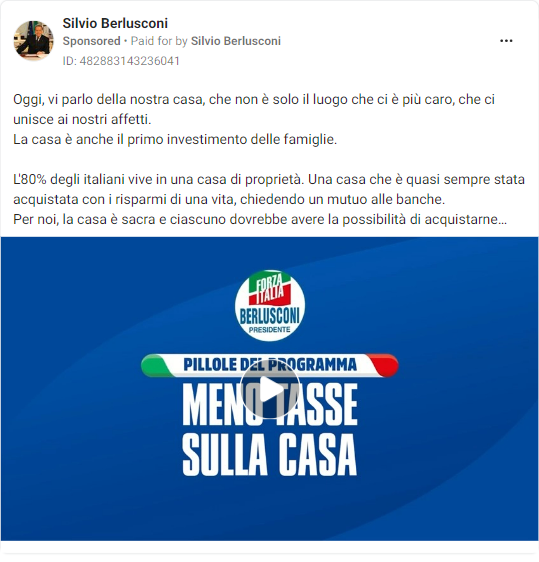 Silvio Berlusconi
Sponsored • Paid for by Silvio Berlusconi
ID: 482883143236041
Oggi, vi parlo della nostra casa, che non è solo il luogo che ci è più caro, che ci
unisce ai nostri affetti.
La casa è anche il primo investimento delle famiglie.
L'80% degli italiani vive in una casa di proprietà. Una casa che è quasi sempre stata
acquistata con i risparmi di una vita, chiedendo un mutuo alle banche.
Per noi, la casa è sacra e ciascuno dovrebbe avere la possibilità di acquistarne...
FORZA
ITALIA
BERLUSCONI
PRESIDENTE
PILLOLE DEL PROGRAMMA
MENO TASSE
SULLA CASA